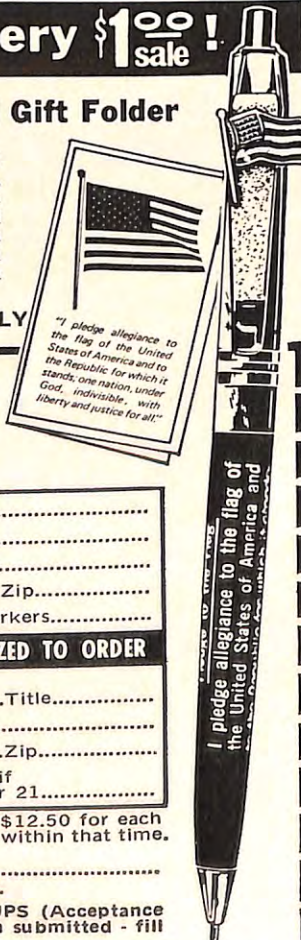 ery $1.00 sale !
Gift Folder
LY
"I pledge allegiance to
the flag of the United
States of America and to
the Republic for which it
stands, one nation, under
God, indivisible, with
liberty and justice for all."
I pledge allegiance to the flag of
the United States of America and
Zip
rkers
ZED TO ORDER
.Title
.Zip
if
r 21
$12.50 for each
within that time.
UPS (Acceptance
n submitted - fill